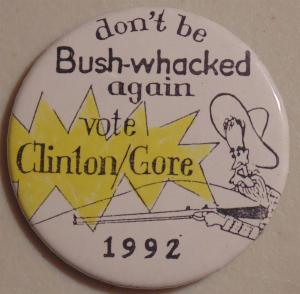 don't be
Bush-whacked
again
vote
Clinton/Gore
1992